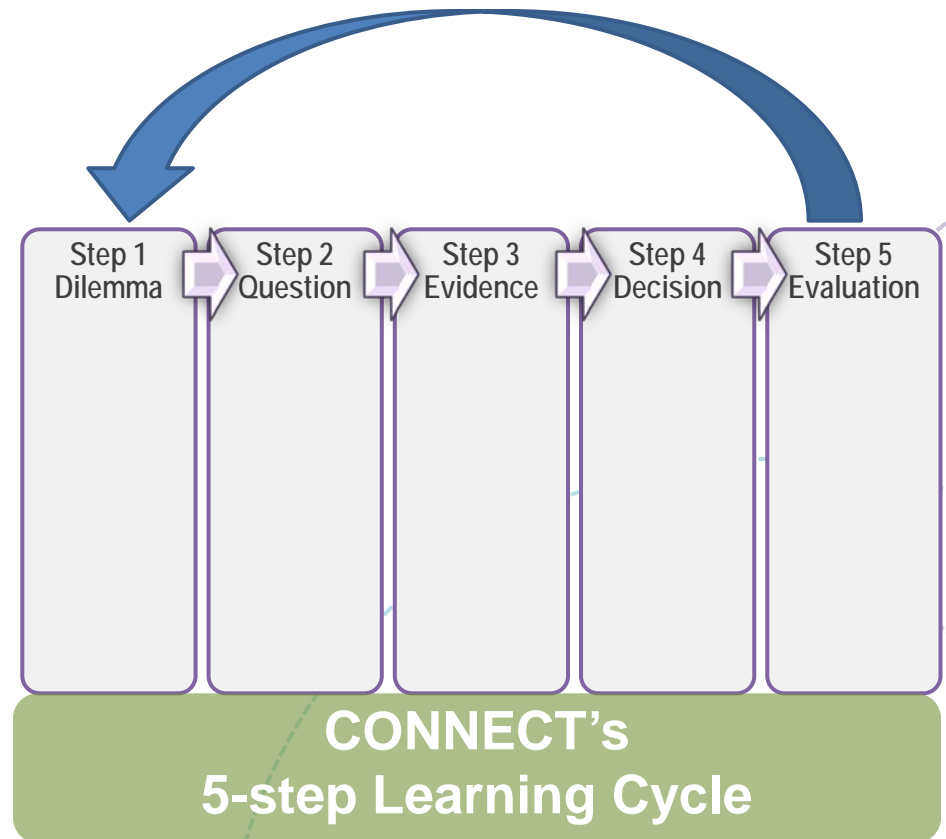 Step 1
Dilemma
Step 2
Question
Step 3
Evidence
Step 4
Decision
Step 5
Evaluation
CONNECT's
5-step Learning Cycle